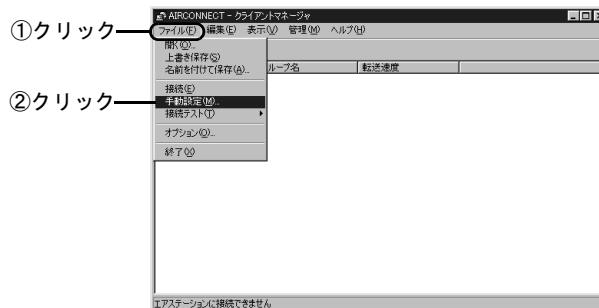 AIRCONNECT - クライアントマネージャ
①クリック
ファイル(F) 編集(E) 表示(V) 管理(M) ヘルプ(H)
開く(O)...
上書き保存(S)
名前を付けて保存(A)...
ループ名 転送速度
接続(E)
②クリック
手動設定(M)...
接続テスト(T)
オプション(O)...
終了(X)
エアステーションに接続できません